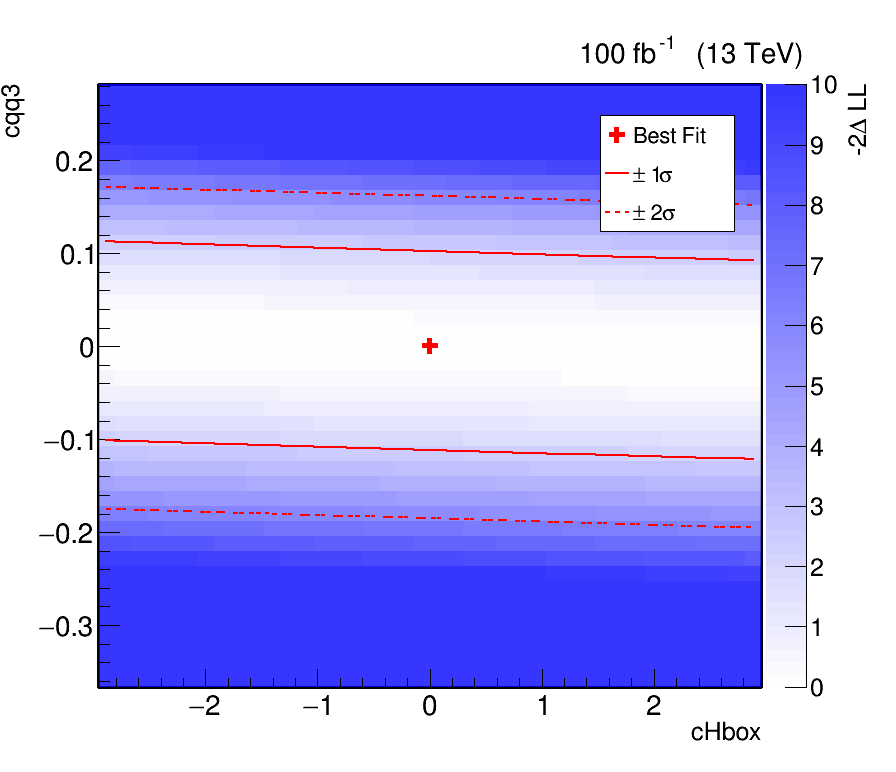 100 fb⁻¹ (13 TeV)
cqq3
-2Δ LL
Best Fit
± 1σ
± 2σ
0.2
0.1
0
−0.1
−0.2
−0.3
10
9
8
7
6
5
4
3
2
1
0
−2 −1 0 1 2
cHbox